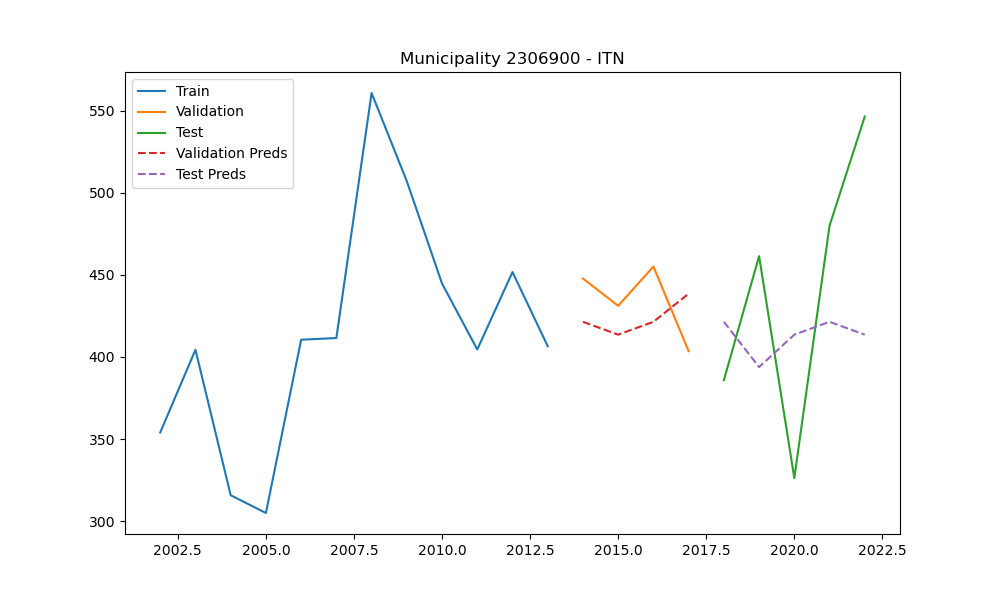 Municipality 2306900 - ITN
Train
Validation
Test
Validation Preds
Test Preds
550
500
450
400
350
300
2002.5 2005.0 2007.5 2010.0 2012.5 2015.0 2017.5 2020.0 2022.5